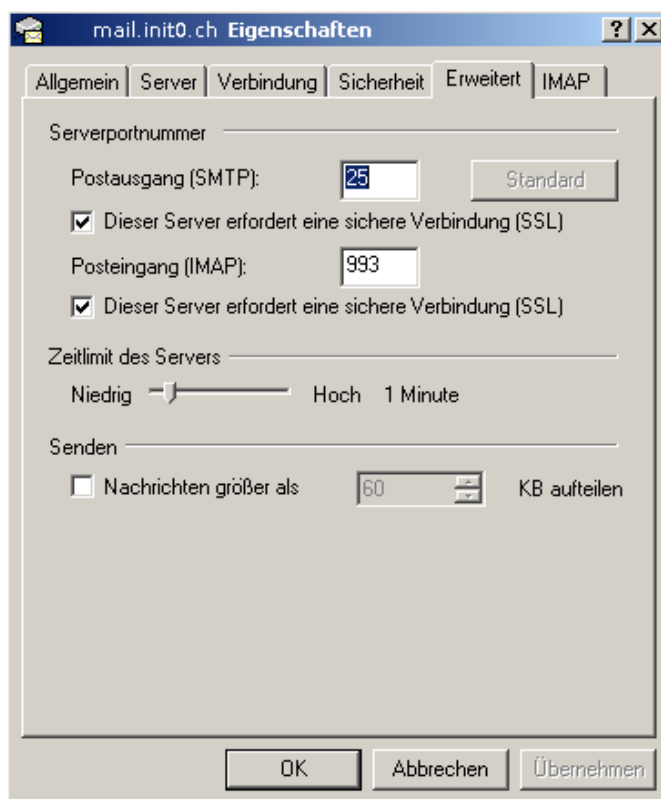 mail.init0.ch Eigenschaften
Allgemein Server Verbindung Sicherheit Erweitert IMAP
Serverportnummer
Postausgang (SMTP): 25 Standard
Dieser Server erfordert eine sichere Verbindung (SSL)
Posteingang (IMAP): 993
Dieser Server erfordert eine sichere Verbindung (SSL)
Zeitlimit des Servers
Niedrig Hoch 1 Minute
Senden
Nachrichten größer als 60 KB aufteilen
OK Abbrechen Übernehmen